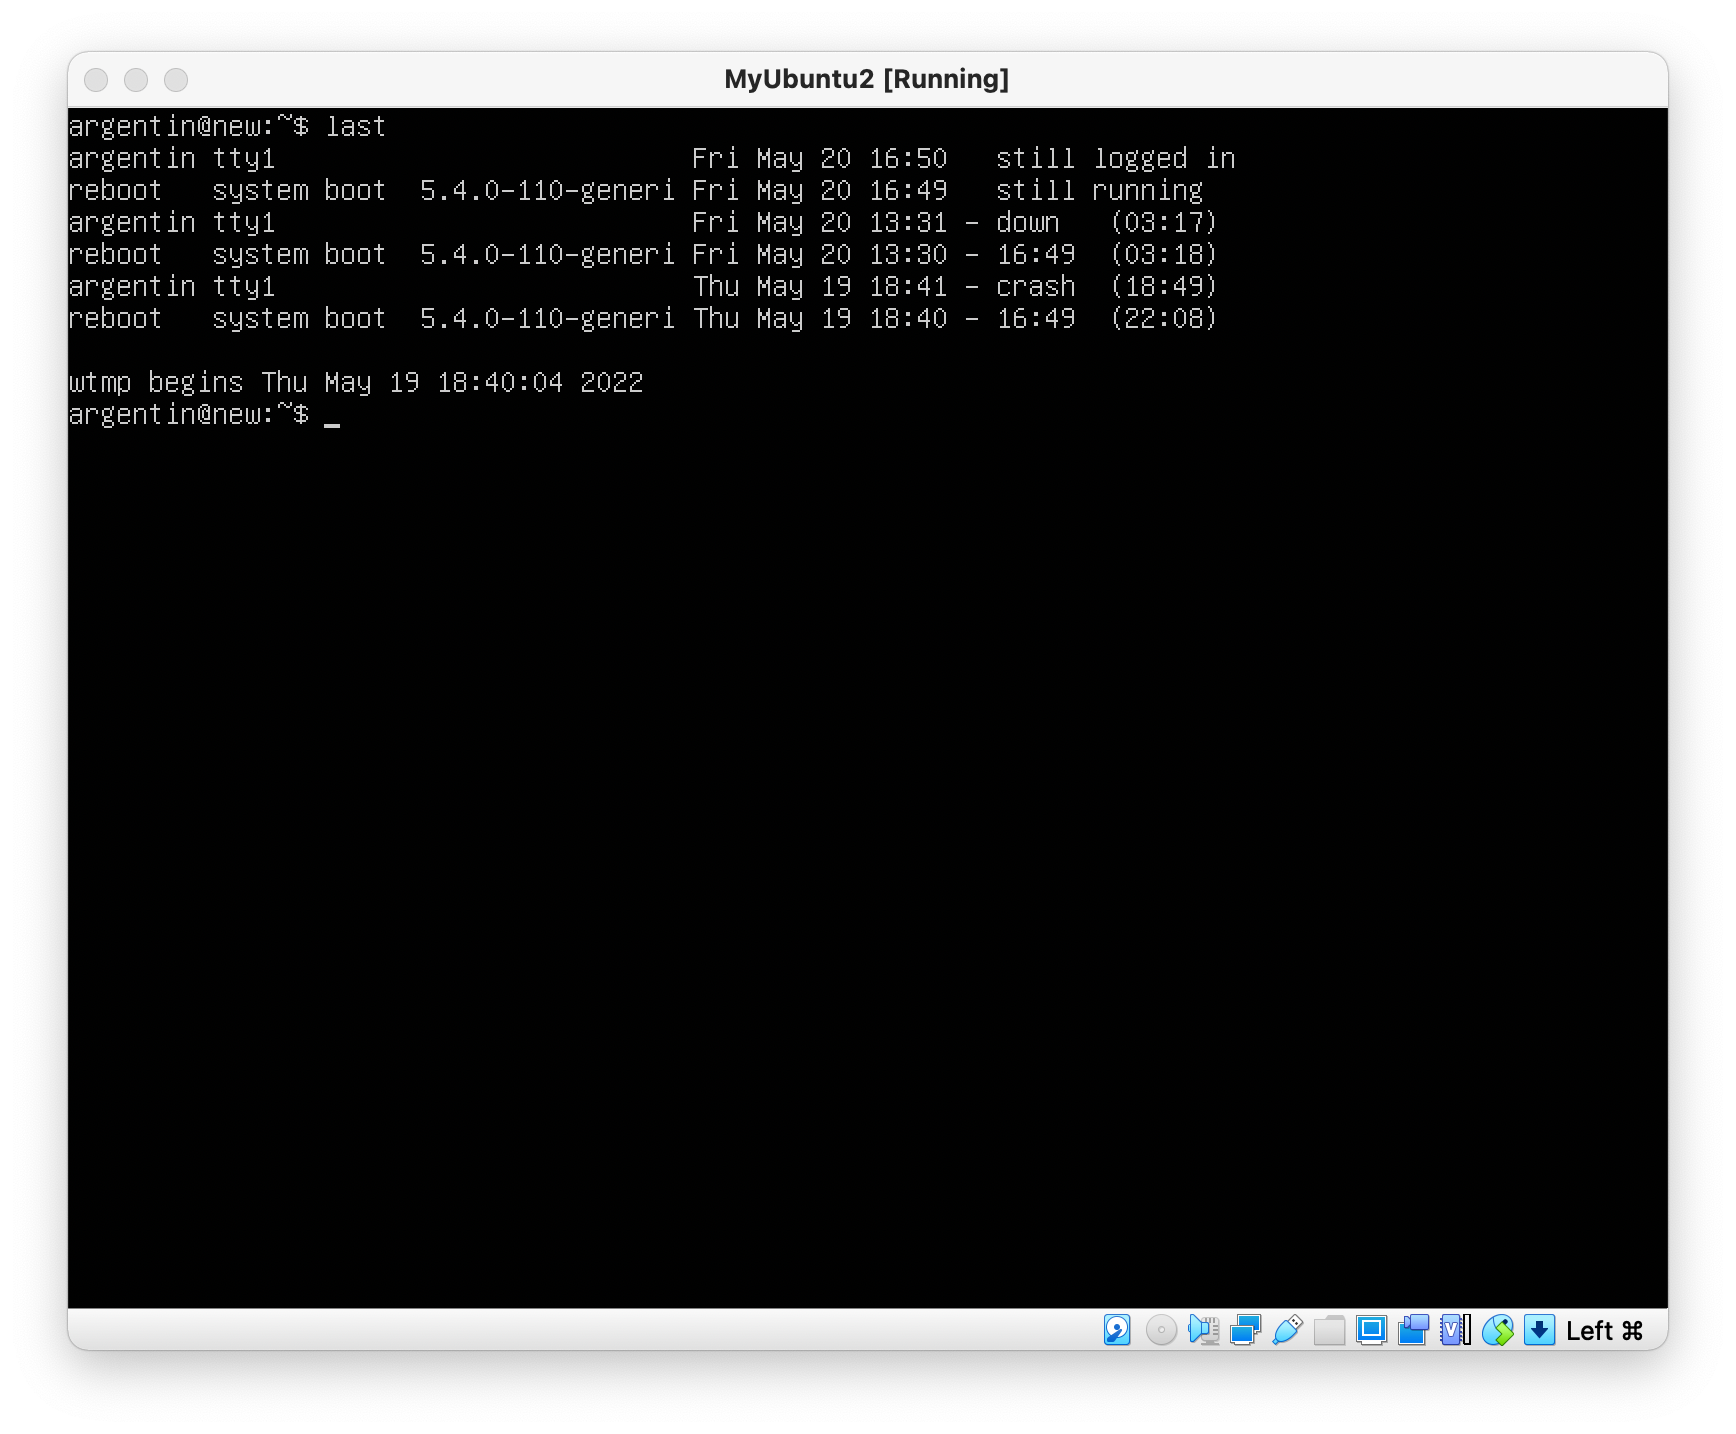 MyUbuntu2 [Running]
argentin@new:~$ last
argentin tty1                          Fri May 20 16:50   still logged in
reboot   system boot  5.4.0-110-generi Fri May 20 16:49   still running
argentin tty1                          Fri May 20 13:31 - down   (03:17)
reboot   system boot  5.4.0-110-generi Fri May 20 13:30 - 16:49  (03:18)
argentin tty1                          Thu May 19 18:41 - crash  (18:49)
reboot   system boot  5.4.0-110-generi Thu May 19 18:40 - 16:49  (22:08)

wtmp begins Thu May 19 18:40:04 2022
argentin@new:~$ _
Left ⌘